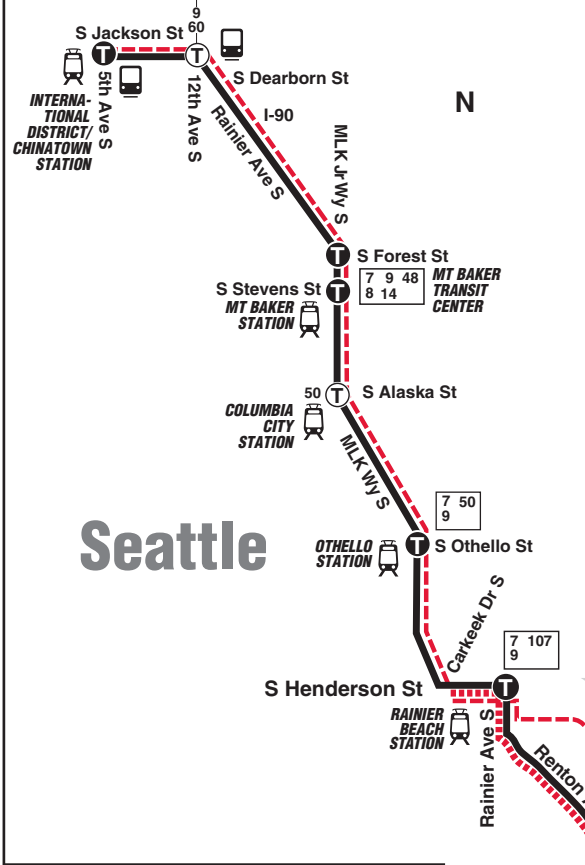 9
60
S Jackson St
T
T
5th Ave S
12th Ave S
INTERNA-
TIONAL
DISTRICT/
CHINATOWN
STATION
S Dearborn St
I-90
Rainier Ave S
N
MLK Jr Wy S
T
S Forest St
S Stevens St
T
7 9 48
8 14
MT BAKER
TRANSIT
CENTER
MT BAKER
STATION
50
T
S Alaska St
COLUMBIA
CITY
STATION
MLK Wy S
7 50
9
Seattle
OTHELLO
STATION
T
S Othello St
Carkeek Dr S
7 107
9
S Henderson St
T
RAINIER
BEACH
STATION
Rainier Ave S
Renton